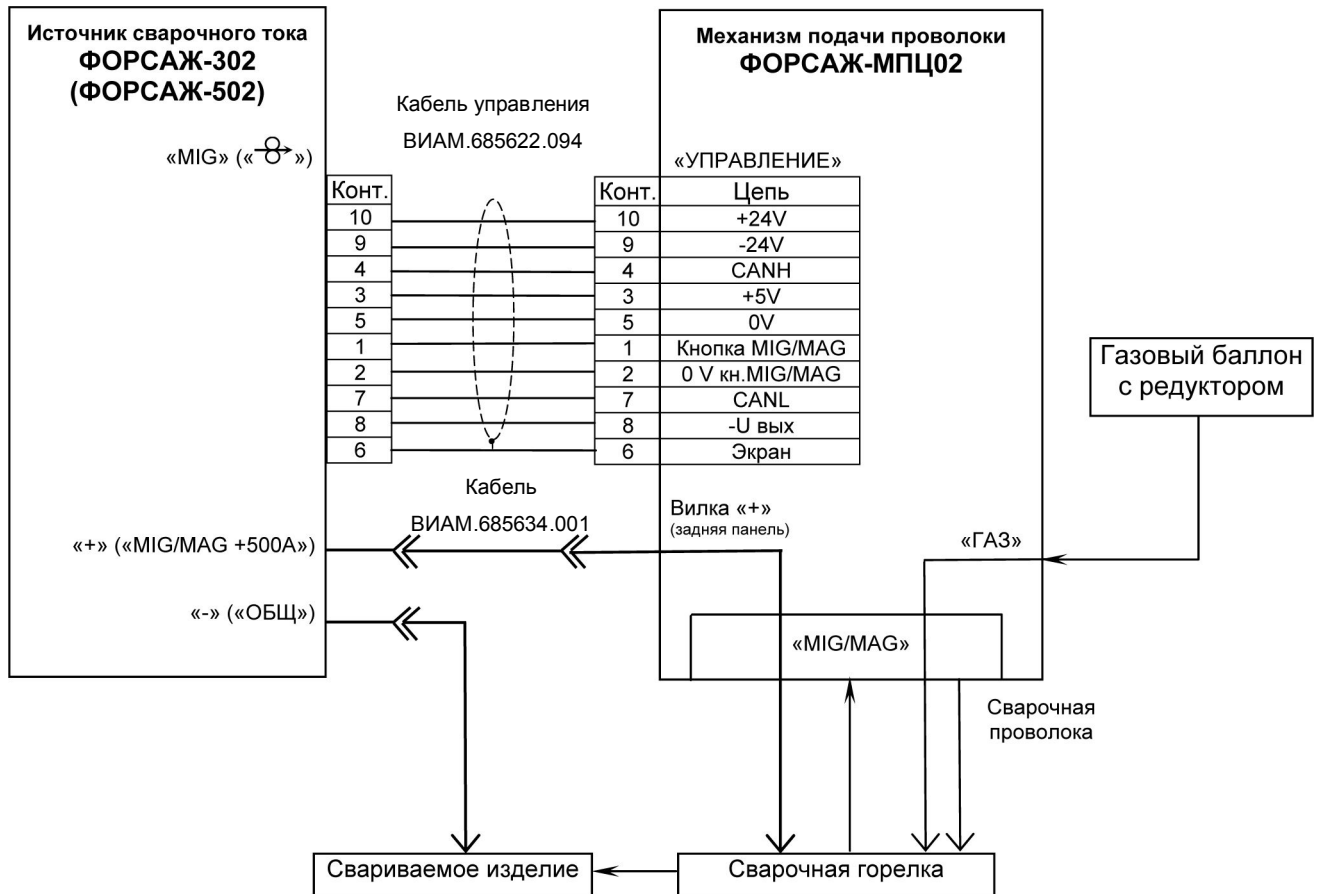 Источник сварочного тока
ФОРСАЖ-302
(ФОРСАЖ-502)
«MIG» (« »)
Кабель управления
ВИАМ.685622.094
Механизм подачи проволоки
ФОРСАЖ-МПЦ02
«УПРАВЛЕНИЕ»
Конт. Конт. Цепь
10 10 +24V
9 9 -24V
4 4 CANH
3 3 +5V
5 5 0V
1 1 Кнопка MIG/MAG
2 2 0 V кн.MIG/MAG
7 7 CANL
8 8 -U вых
6 6 Экран
Газовый баллон
с редуктором
Кабель
ВИАМ.685634.001
Вилка «+»
(задняя панель)
«+» («MIG/MAG +500А»)
«ГАЗ»
«-» («ОБЩ»)
«MIG/MAG»
Сварочная
проволока
Свариваемое изделие
Сварочная горелка